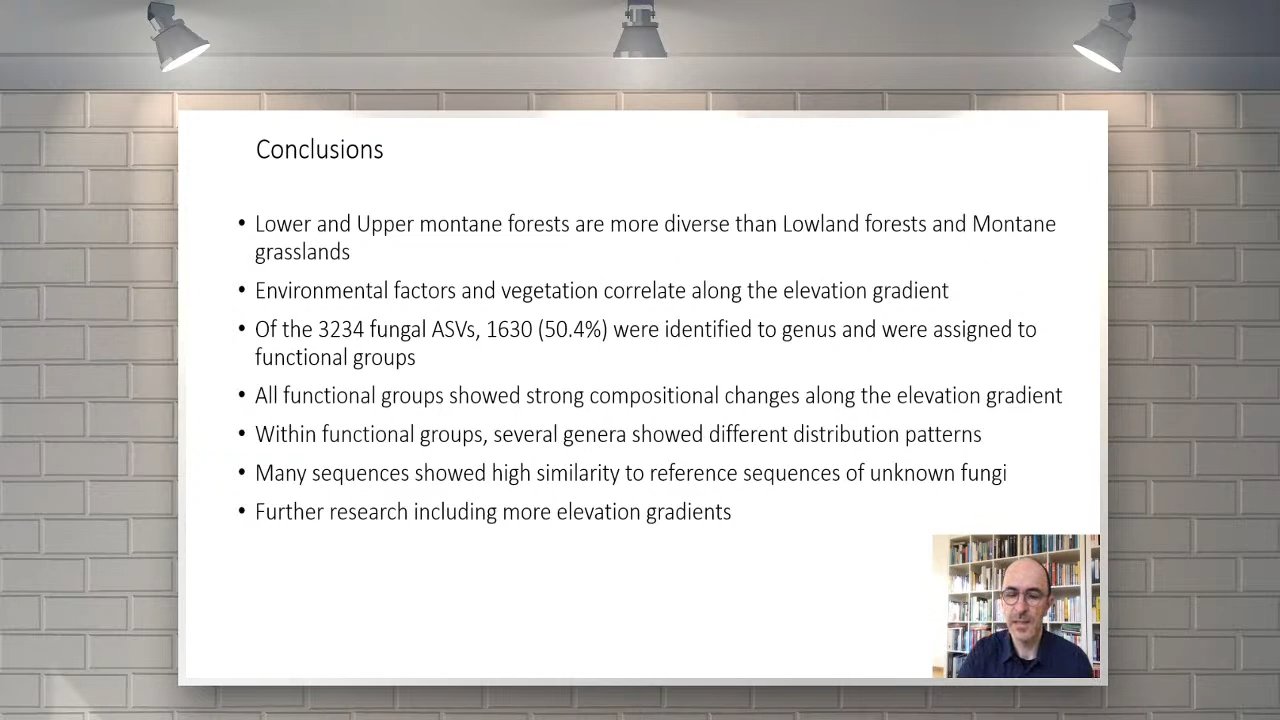 Conclusions
• Lower and Upper montane forests are more diverse than Lowland forests and Montane
grasslands
• Environmental factors and vegetation correlate along the elevation gradient
• Of the 3234 fungal ASVs, 1630 (50.4%) were identified to genus and were assigned to
functional groups
• All functional groups showed strong compositional changes along the elevation gradient
• Within functional groups, several genera showed different distribution patterns
• Many sequences showed high similarity to reference sequences of unknown fungi
• Further research including more elevation gradients